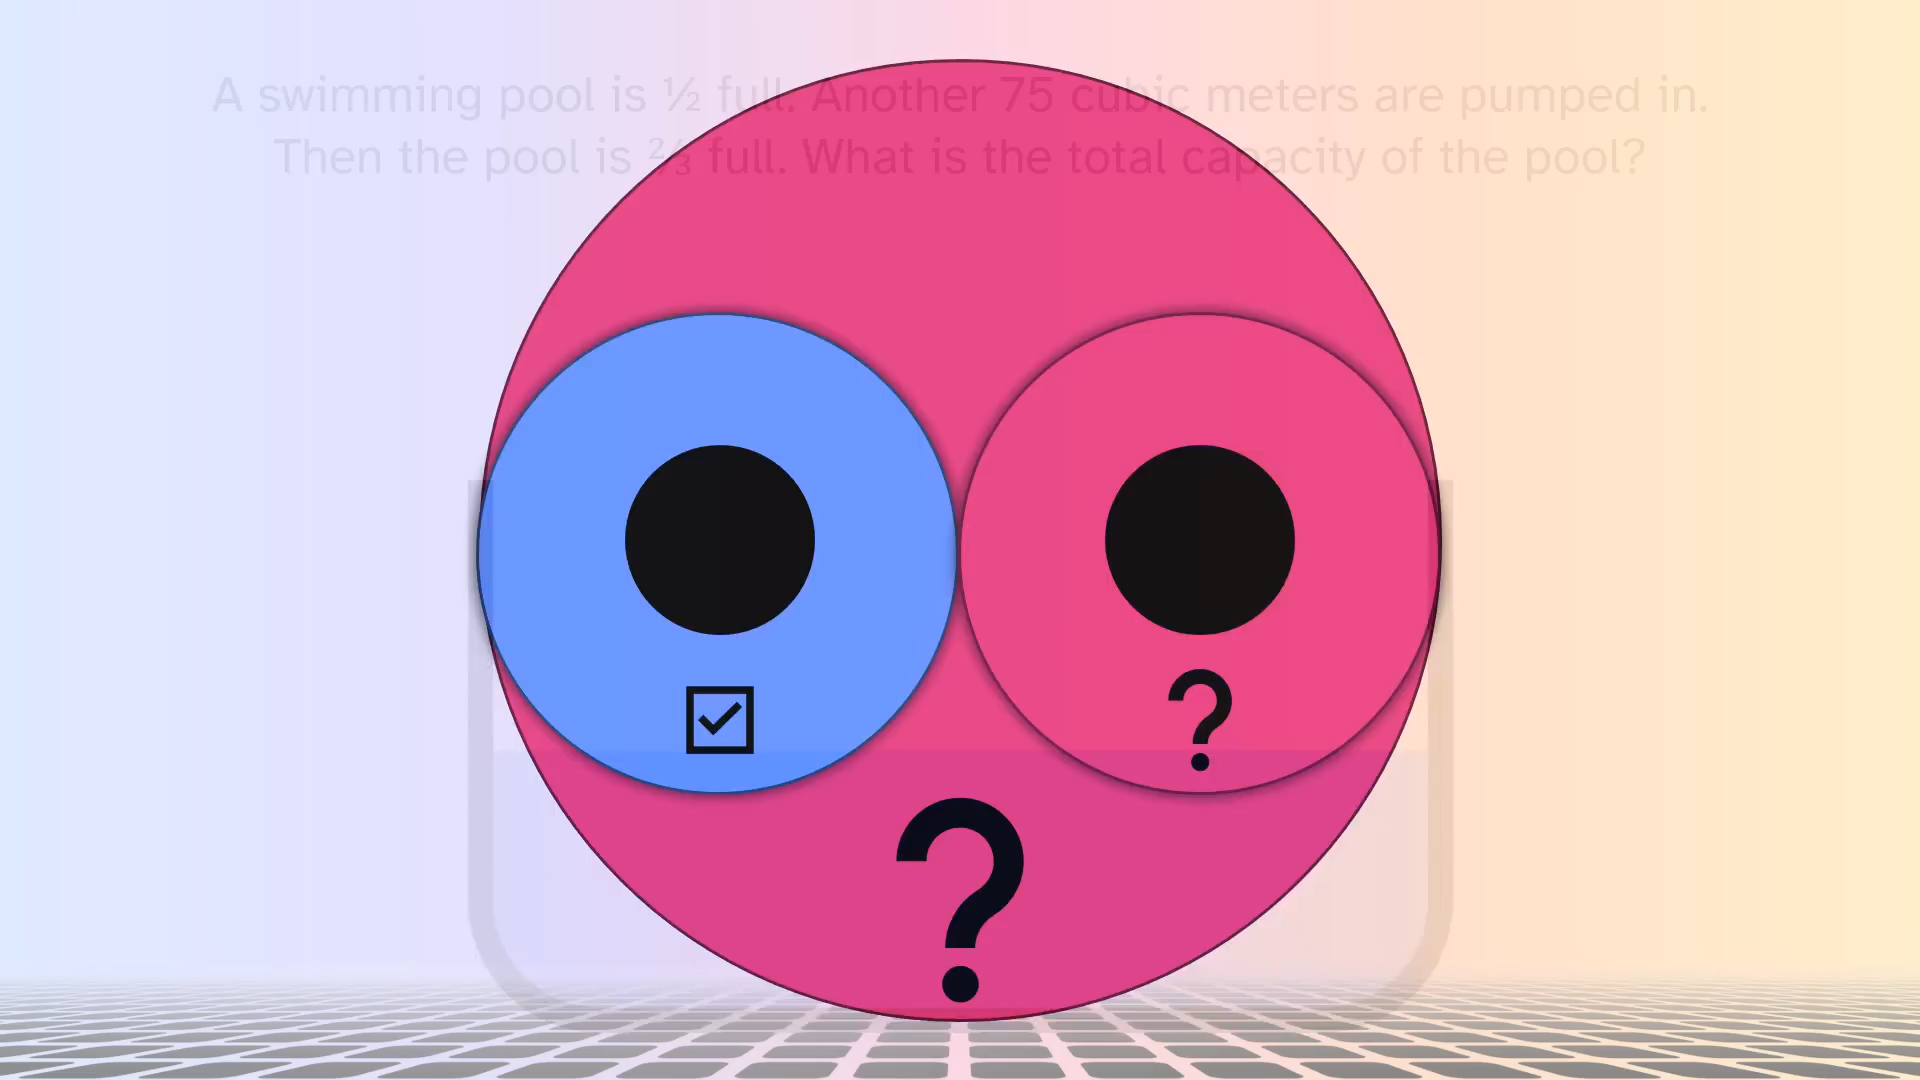 A swimming pool is ½ full. Another 75 cubic meters are pumped in.
Then the pool is ⅔ full. What is the total capacity of the pool?
?
?